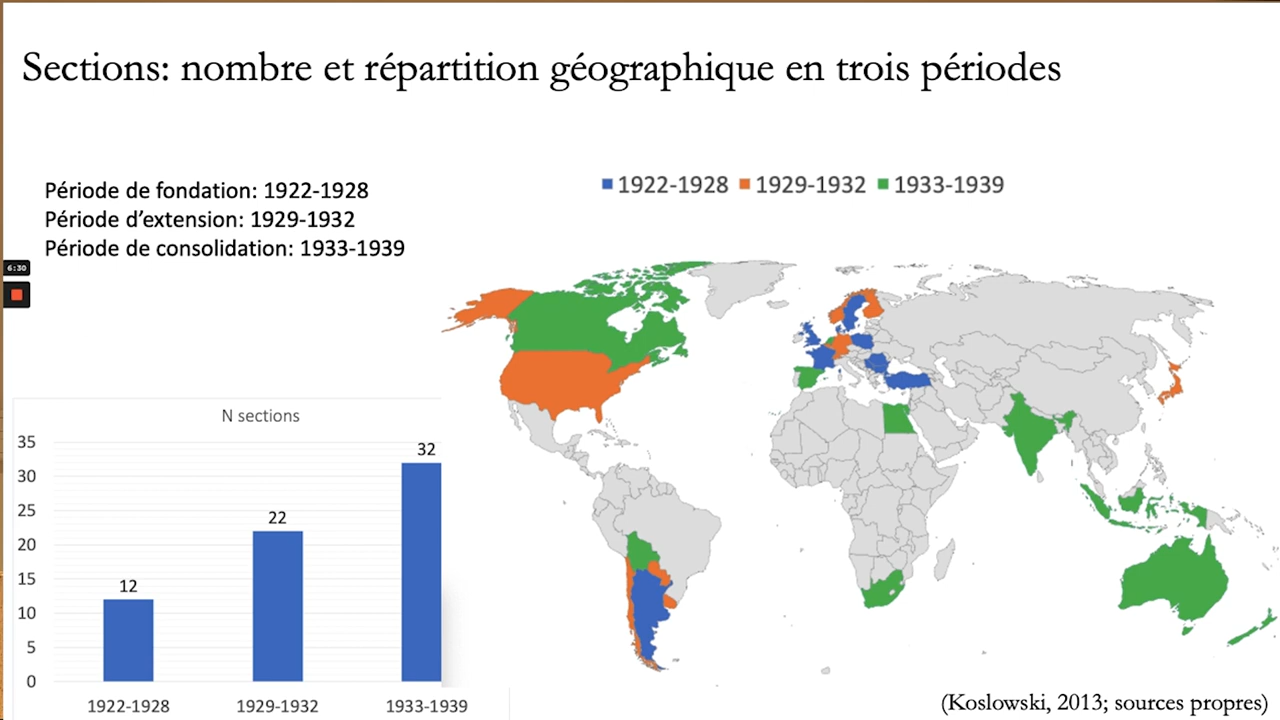 Sections: nombre et répartition géographique en trois périodes
Période de fondation: 1922-1928
Période d’extension: 1929-1932
Période de consolidation: 1933-1939
1922-1928 1929-1932 1933-1939
6:30
N sections
35
30
25
20
15
10
5
0
12
22
32
1922-1928 1929-1932 1933-1939
(Koslowski, 2013; sources propres)